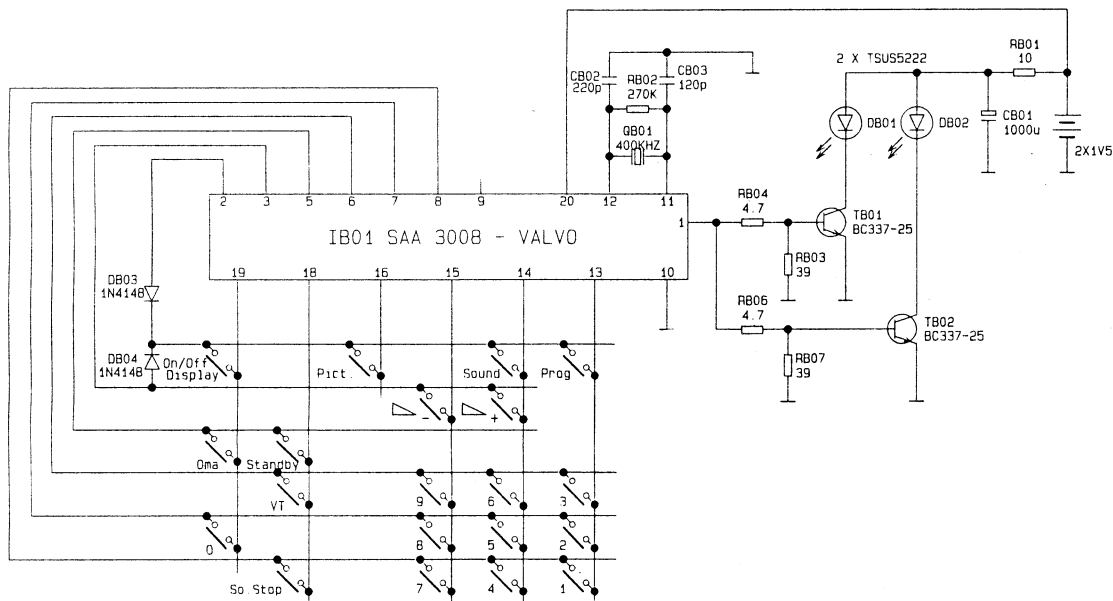 RB01
10
2 X TSUS5222
CB02
220p
RB02
270K
CB03
120p
QB01
400KHZ
DB01
DB02
CB01
1000u
2X1V5
2 3 5 6 7 8 9 20 12 11
IB01 SAA 3008 - VALVO
1
19 18 16 15 14 13 10
RB04
4.7
TB01
BC337-25
RB03
39
RB06
4.7
TB02
BC337-25
RB07
39
DB03
1N4148
DB04
1N4148
On/Off
Display
Pict.
Sound
Prog
- +
Oma
Standby
VT
9 6 3
0
8 5 2
So.Stop
7 4 1